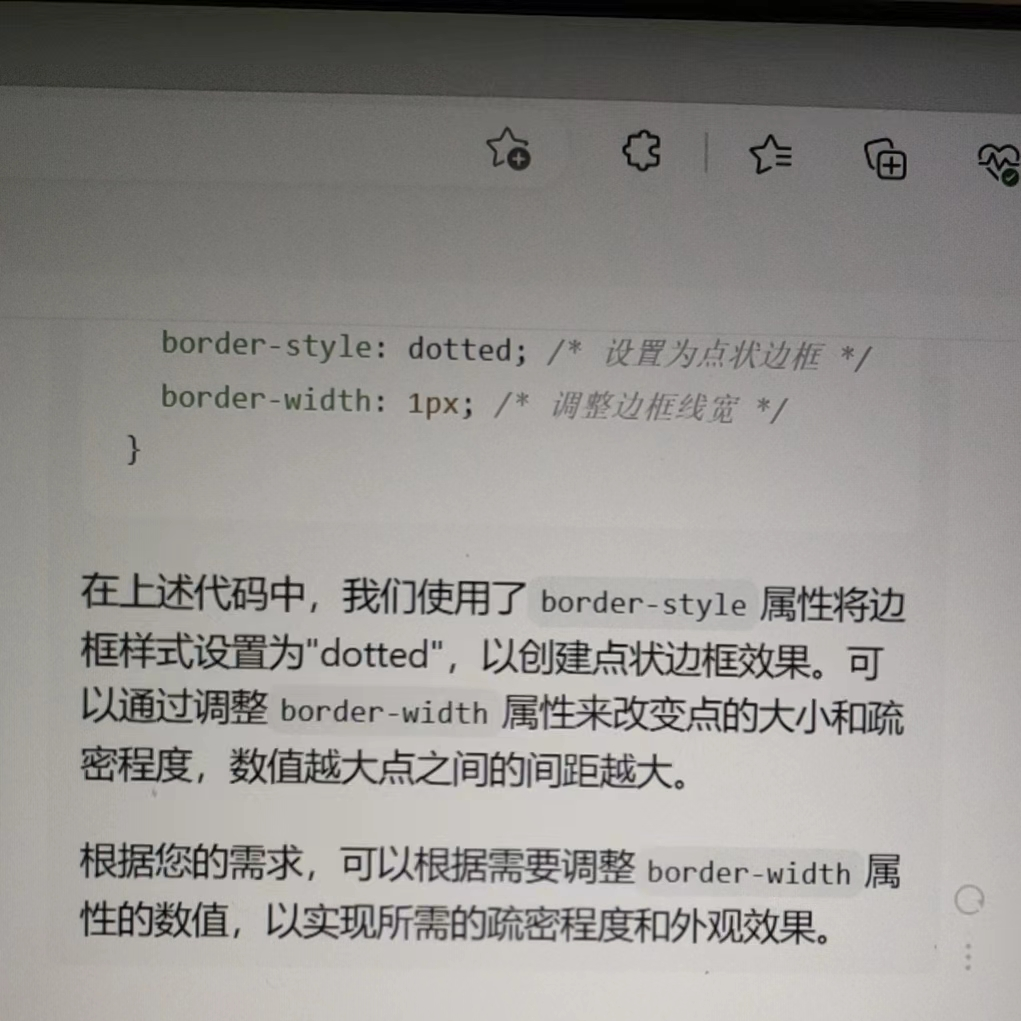 border-style: dotted; /* 设置为点状边框 */
border-width: 1px; /* 调整边框线宽 */
}
在上述代码中，我们使用了 border-style 属性将边
框样式设置为"dotted"，以创建点状边框效果。可
以通过调整 border-width 属性来改变点的大小和疏
密程度，数值越大点之间的间距越大。
根据您的需求，可以根据需要调整 border-width 属
性的数值，以实现所需的疏密程度和外观效果。